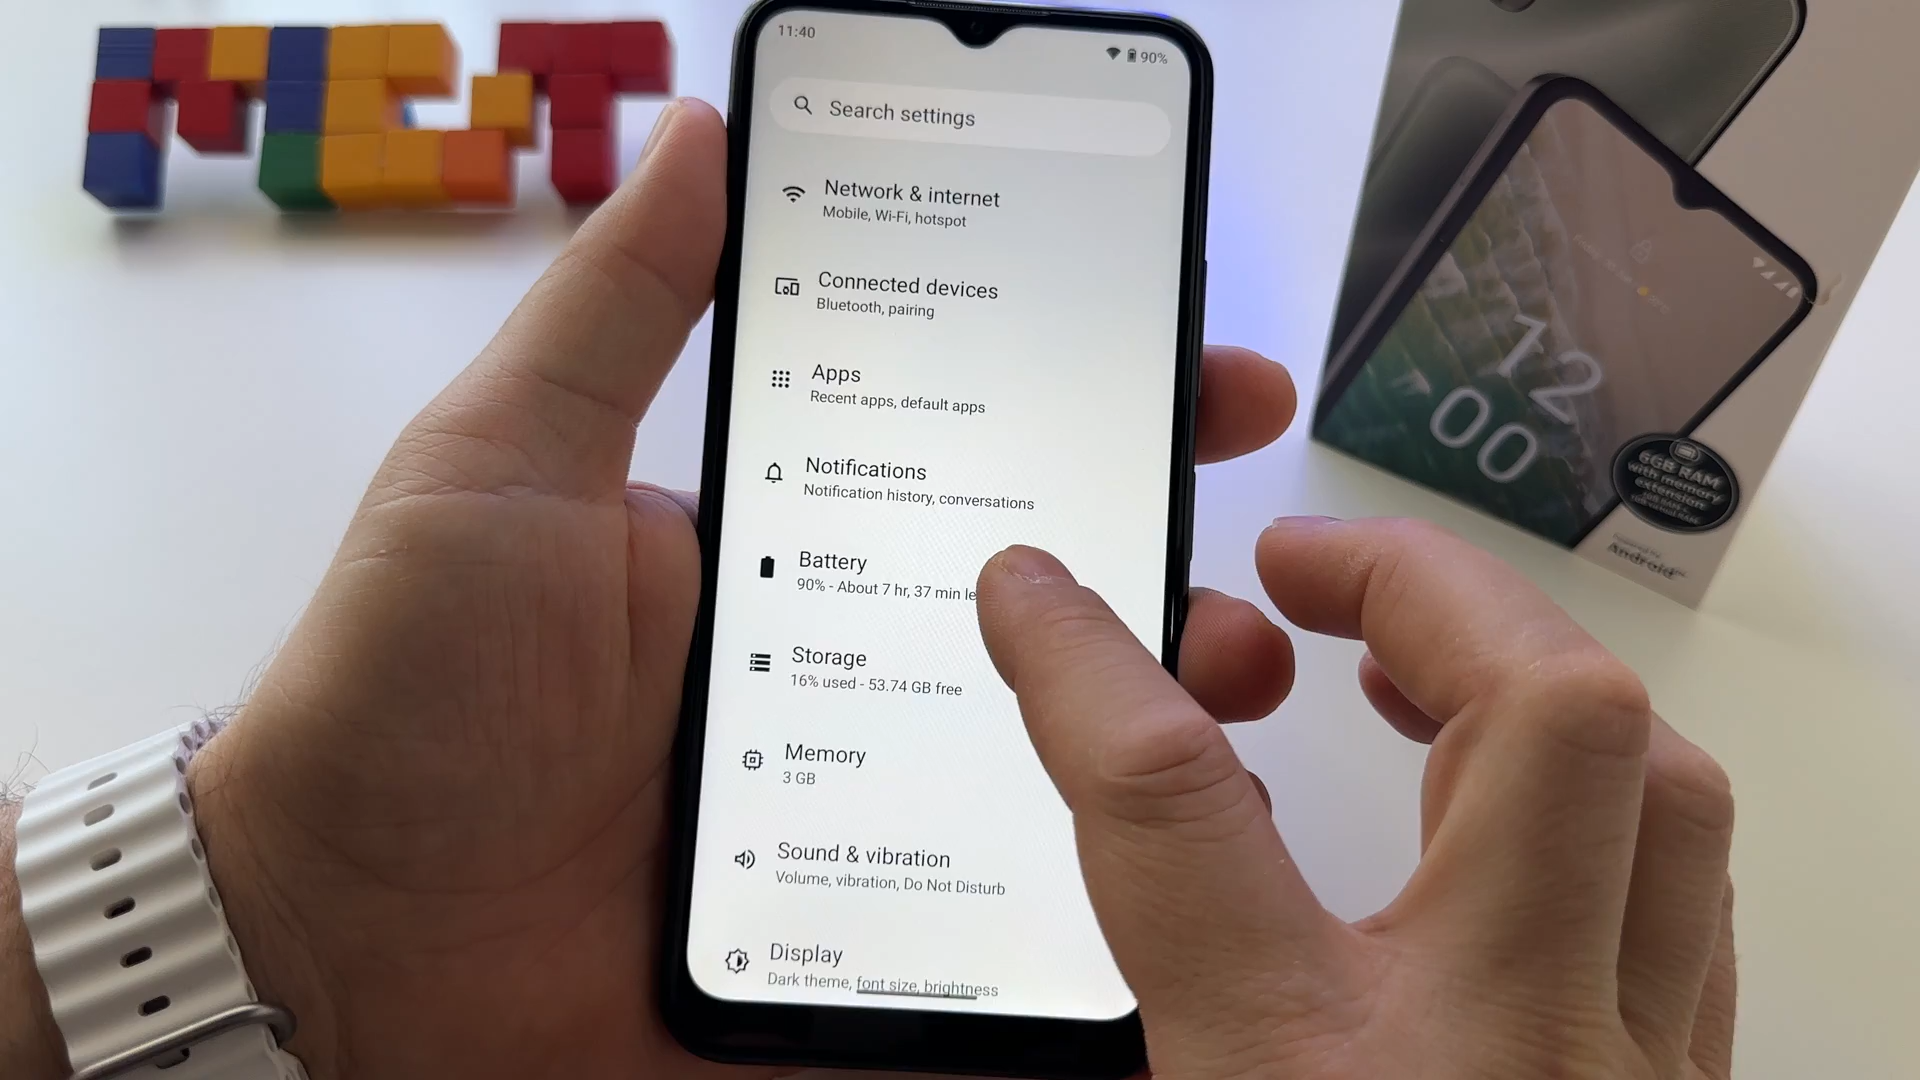 11:40
90%
Search settings
Network & internet
Mobile, Wi-Fi, hotspot
Connected devices
Bluetooth, pairing
Apps
Recent apps, default apps
Notifications
Notification history, conversations
Battery
90% - About 7 hr, 37 min le
Storage
16% used - 53.74 GB free
Memory
3 GB
Sound & vibration
Volume, vibration, Do Not Disturb
Display
Dark theme, font size, brightness
12
00
6GB RAM
with memory
extension
Powered by
Android